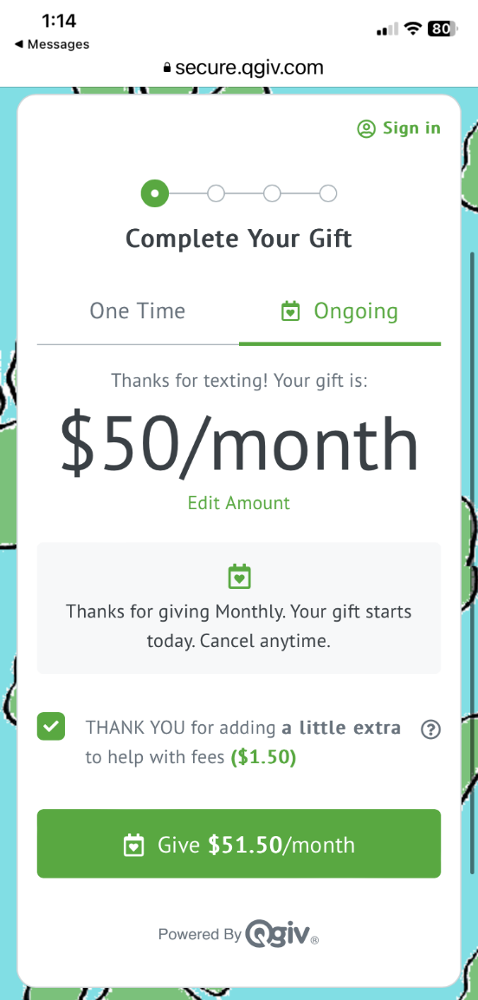 1:14
80
◀ Messages
secure.qgiv.com
Sign in
Complete Your Gift
One Time
Ongoing
Thanks for texting! Your gift is:
$50/month
Edit Amount
Thanks for giving Monthly. Your gift starts
today. Cancel anytime.
THANK YOU for adding a little extra
to help with fees ($1.50)
Give $51.50/month
Powered By Qgiv®